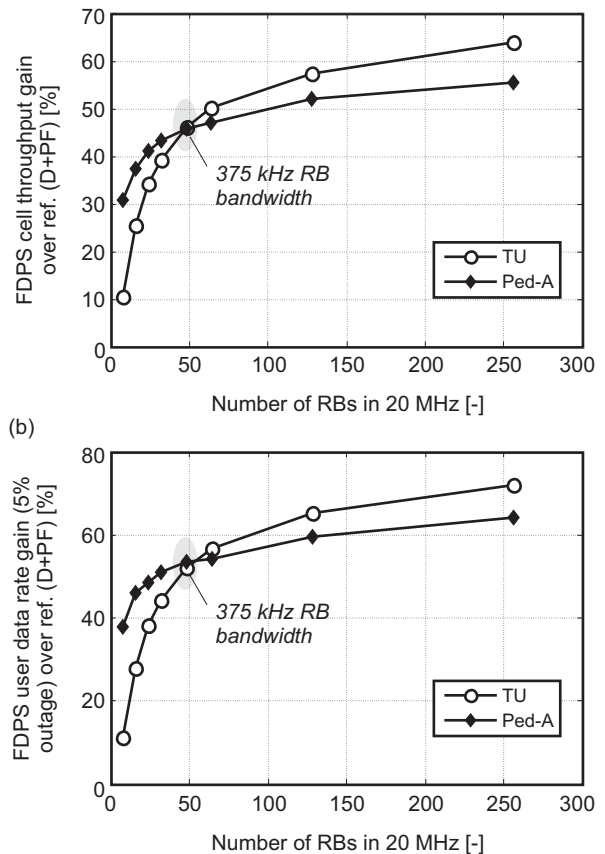 FDPS cell throughput gain
over ref. (D+PF) [%]
70
60
50
40
30
20
10
0
375 kHz RB
bandwidth
TU
Ped-A
0
50
100
150
200
250
300
Number of RBs in 20 MHz [-]
(b)
FDPS user data rate gain (5%
outage) over ref. (D+PF) [%]
80
60
40
20
0
375 kHz RB
bandwidth
TU
Ped-A
0
50
100
150
200
250
300
Number of RBs in 20 MHz [-]